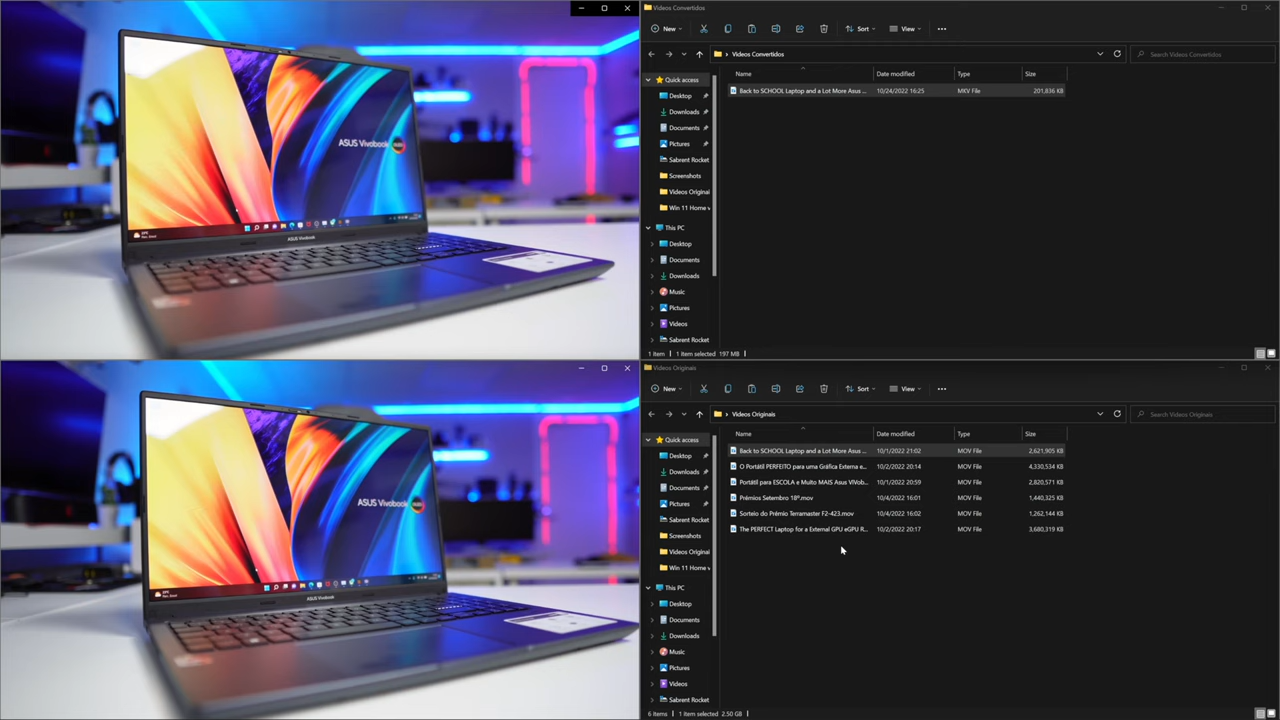 ASUS Vivobook
ASUS Vivobook
Videos Convertidos
New
Sort
View
Videos Convertidos
Search Videos Convertidos
Name
Date modified
Type
Size
Quick access
Desktop
Downloads
Documents
Pictures
Sabrent Rocket
Screenshots
Videos Originai
Win 11 Home v
This PC
Desktop
Documents
Downloads
Music
Pictures
Videos
Sabrent Rocket
Back to SCHOOL Laptop and a Lot More Asus ...
10/24/2022 16:25
MKV File
201,836 KB
1 item
1 item selected 197 MB
ASUS Vivobook
ASUS Vivobook
Videos Originais
New
Sort
View
Videos Originais
Search Videos Originais
Name
Date modified
Type
Size
Quick access
Desktop
Downloads
Documents
Pictures
Sabrent Rocket
Screenshots
Videos Originai
Win 11 Home v
This PC
Desktop
Documents
Downloads
Music
Pictures
Videos
Sabrent Rocket
Back to SCHOOL Laptop and a Lot More Asus ... 10/1/2022 21:02 MOV File 2,621,905 KB
O Portátil PERFEITO para uma Gráfica Externa e... 10/2/2022 20:14 MOV File 4,330,534 KB
Portátil para ESCOLA e Muito MAIS Asus VIVob... 10/1/2022 20:59 MOV File 2,820,571 KB
Prémios Setembro 18º.mov 10/4/2022 16:01 MOV File 1,440,325 KB
Sorteio do Prémio Terramaster F2-423.mov 10/4/2022 16:02 MOV File 1,262,144 KB
The PERFECT Laptop for a External GPU eGPU R... 10/2/2022 20:17 MOV File 3,680,319 KB
6 items
1 item selected 2.50 GB